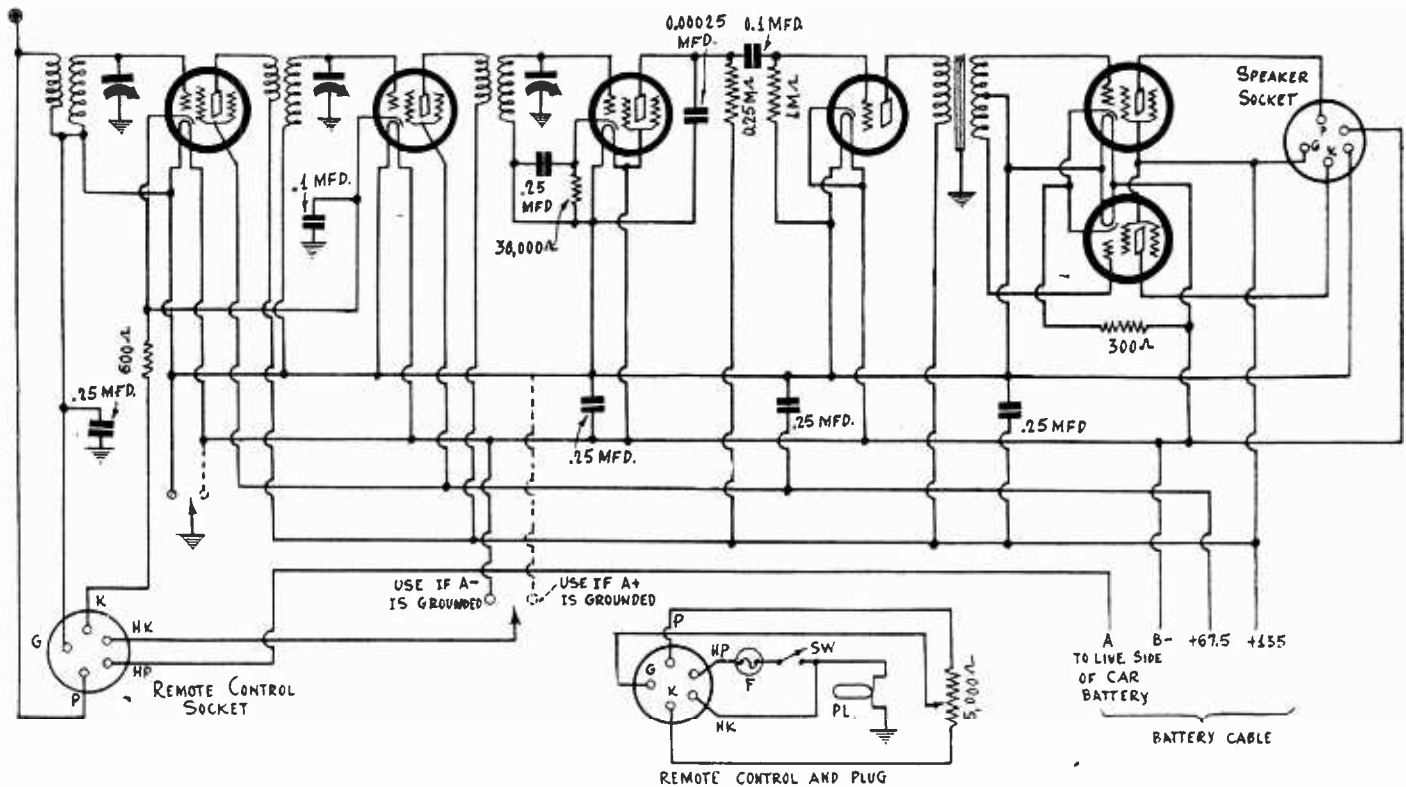 0.00025
MFD.
0.1 MFD.
0.25MΩ
1MΩ
SPEAKER
SOCKET
P
G
K
.1 MFD.
.25
MFD
30,000Ω
300Ω
600Ω
.25 MFD.
.25 MFD.
.25 MFD.
.25 MFD
USE IF A-
IS GROUNDED
USE IF A+
IS GROUNDED
K
HK
G
HP
P
REMOTE CONTROL
SOCKET
P
HP
SW
G
F
K
PL.
HK
5,000Ω
REMOTE CONTROL AND PLUG
A
B-
+67.5
+135
TO LIVE SIDE
OF CAR
BATTERY
BATTERY CABLE